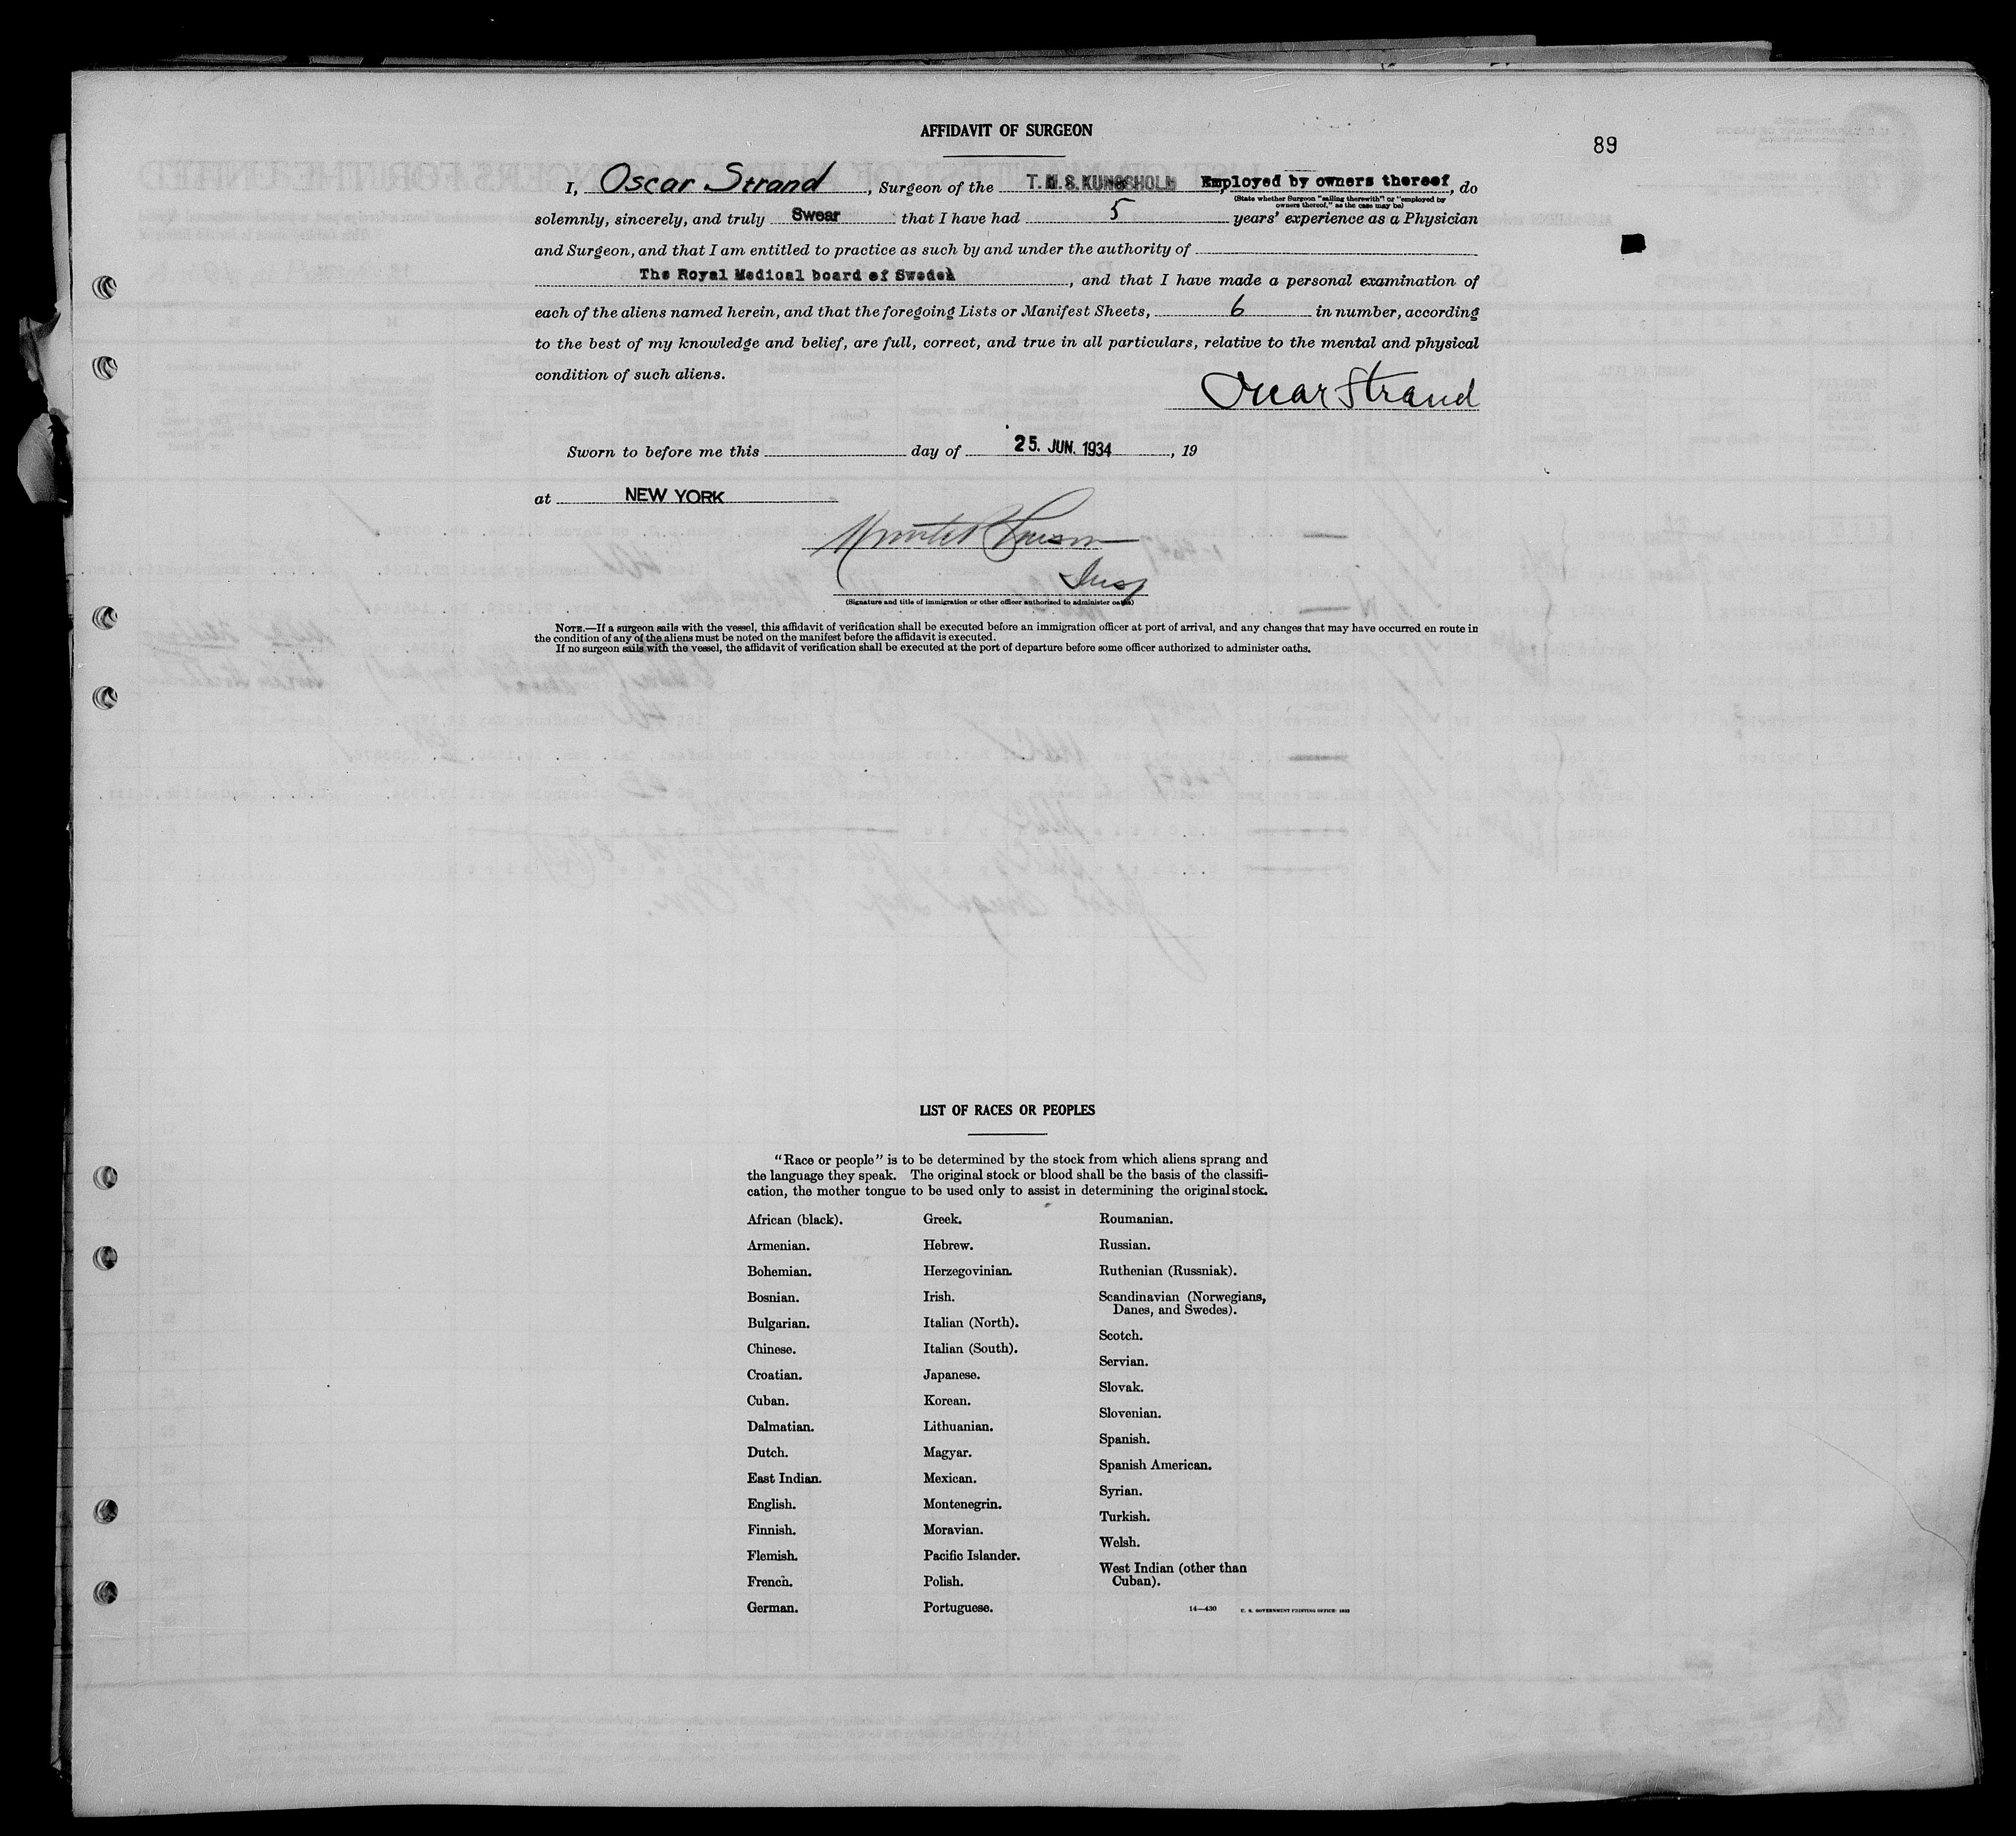 AFFIDAVIT OF SURGEON
89
I, Oscar Strand, Surgeon of the T. M. S. KUNGSHOLM Employed by owners thereof, do
(State whether Surgeon "sailing therewith" or "employed by
owners thereof," as the case may be)
solemnly, sincerely, and truly Swear that I have had 5 years' experience as a Physician
and Surgeon, and that I am entitled to practice as such by and under the authority of
The Royal Medical board of Sweden, and that I have made a personal examination of
each of the aliens named herein, and that the foregoing Lists or Manifest Sheets, 6 in number, according
to the best of my knowledge and belief, are full, correct, and true in all particulars, relative to the mental and physical
condition of such aliens.
Oscar Strand
Sworn to before me this day of 25. JUN. 1934, 19
at NEW YORK
Insp
(Signature and title of immigration or other officer authorized to administer oaths)
NOTE.—If a surgeon sails with the vessel, this affidavit of verification shall be executed before an immigration officer at port of arrival, and any changes that may have occurred en route in
the condition of any of the aliens must be noted on the manifest before the affidavit is executed.
If no surgeon sails with the vessel, the affidavit of verification shall be executed at the port of departure before some officer authorized to administer oaths.
LIST OF RACES OR PEOPLES
"Race or people" is to be determined by the stock from which aliens sprang and
the language they speak. The original stock or blood shall be the basis of the classifi-
cation, the mother tongue to be used only to assist in determining the original stock.
African (black).
Armenian.
Bohemian.
Bosnian.
Bulgarian.
Chinese.
Croatian.
Cuban.
Dalmatian.
Dutch.
East Indian.
English.
Finnish.
Flemish.
French.
German.
Greek.
Hebrew.
Herzegovinian.
Irish.
Italian (North).
Italian (South).
Japanese.
Korean.
Lithuanian.
Magyar.
Mexican.
Montenegrin.
Moravian.
Pacific Islander.
Polish.
Portuguese.
Roumanian.
Russian.
Ruthenian (Russniak).
Scandinavian (Norwegians,
Danes, and Swedes).
Scotch.
Servian.
Slovak.
Slovenian.
Spanish.
Spanish American.
Syrian.
Turkish.
Welsh.
West Indian (other than
Cuban).
14—430 U. S. GOVERNMENT PRINTING OFFICE: